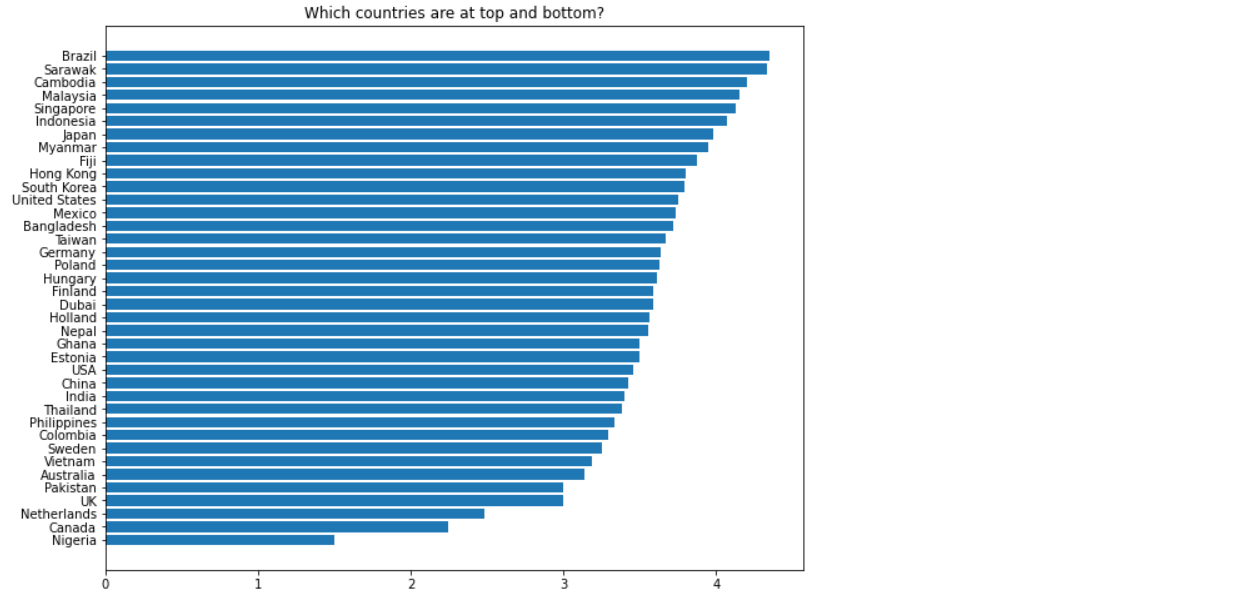 Which countries are at top and bottom?
Brazil
Sarawak
Cambodia
Malaysia
Singapore
Indonesia
Japan
Myanmar
Fiji
Hong Kong
South Korea
United States
Mexico
Bangladesh
Taiwan
Germany
Poland
Hungary
Finland
Dubai
Holland
Nepal
Ghana
Estonia
USA
China
India
Thailand
Philippines
Colombia
Sweden
Vietnam
Australia
Pakistan
UK
Netherlands
Canada
Nigeria
0 1 2 3 4